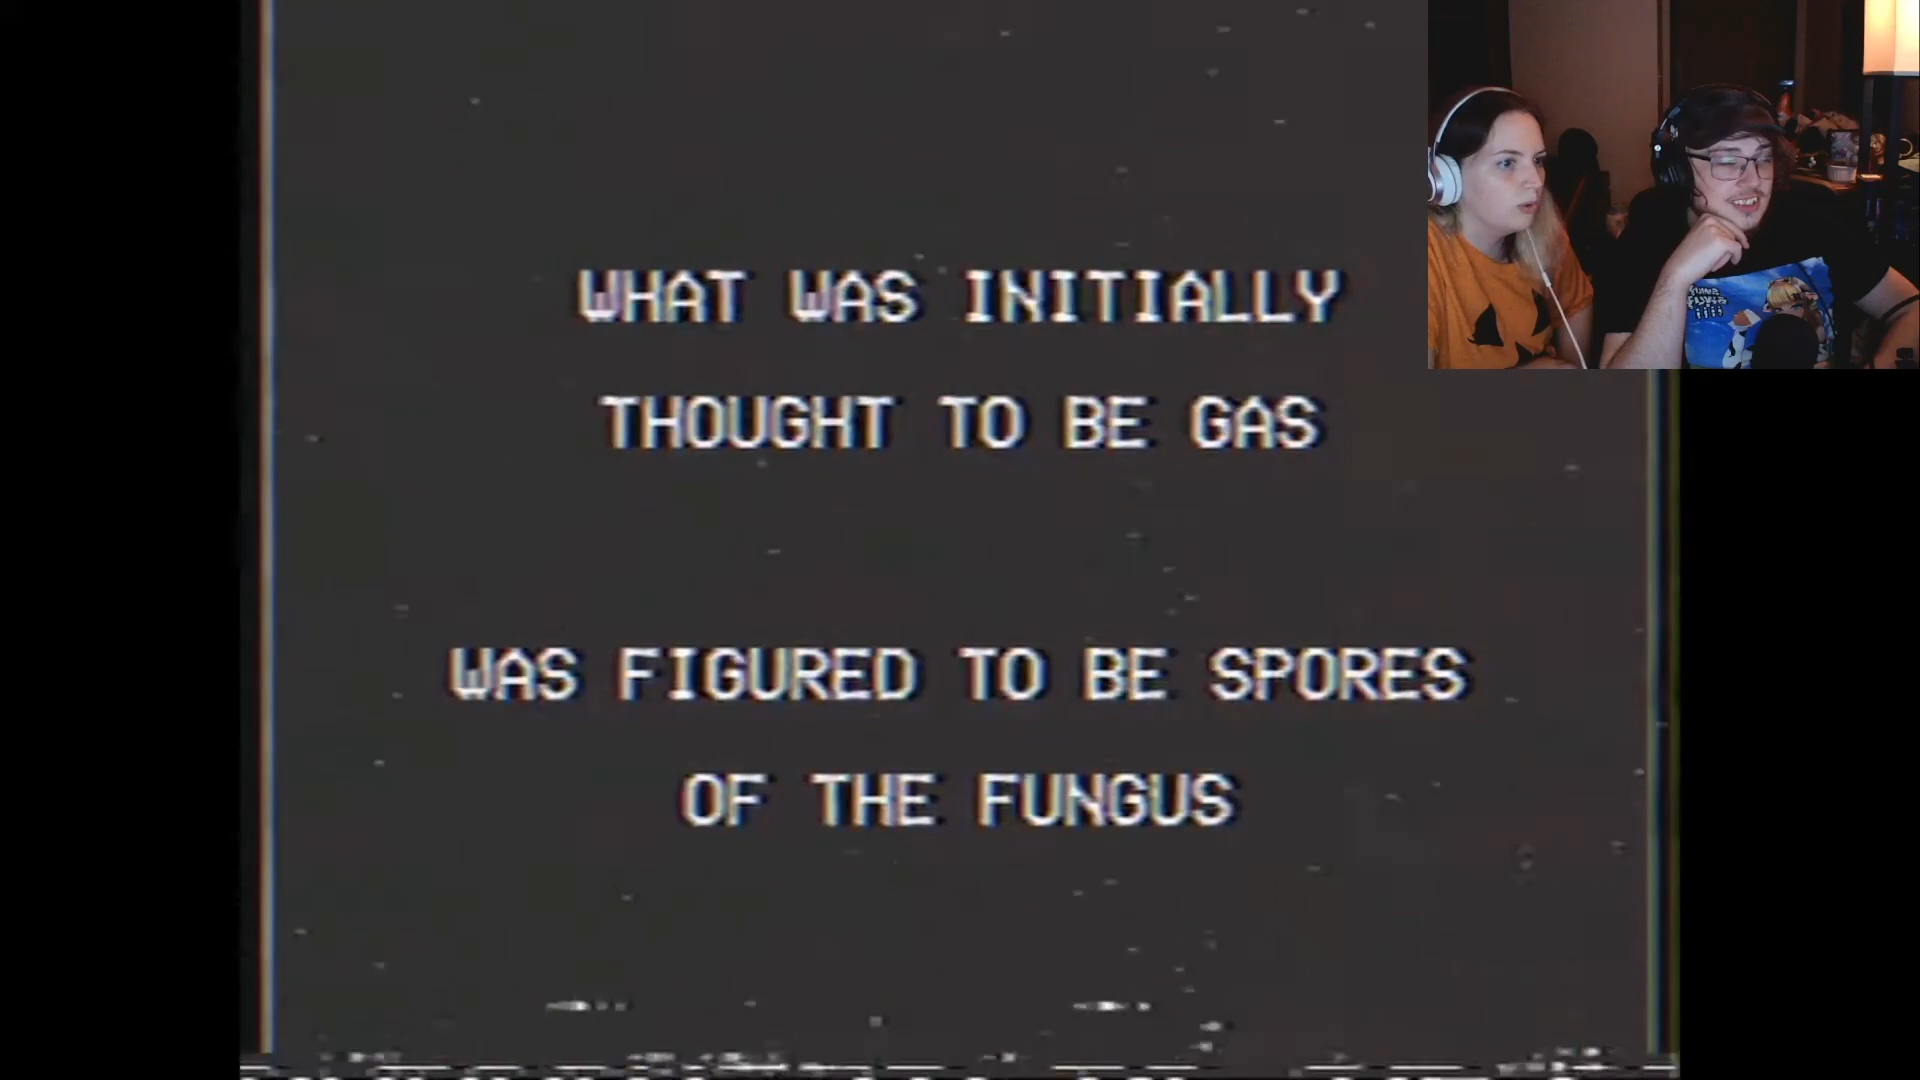 WHAT WAS INITIALLY
THOUGHT TO BE GAS
WAS FIGURED TO BE SPORES
OF THE FUNGUS